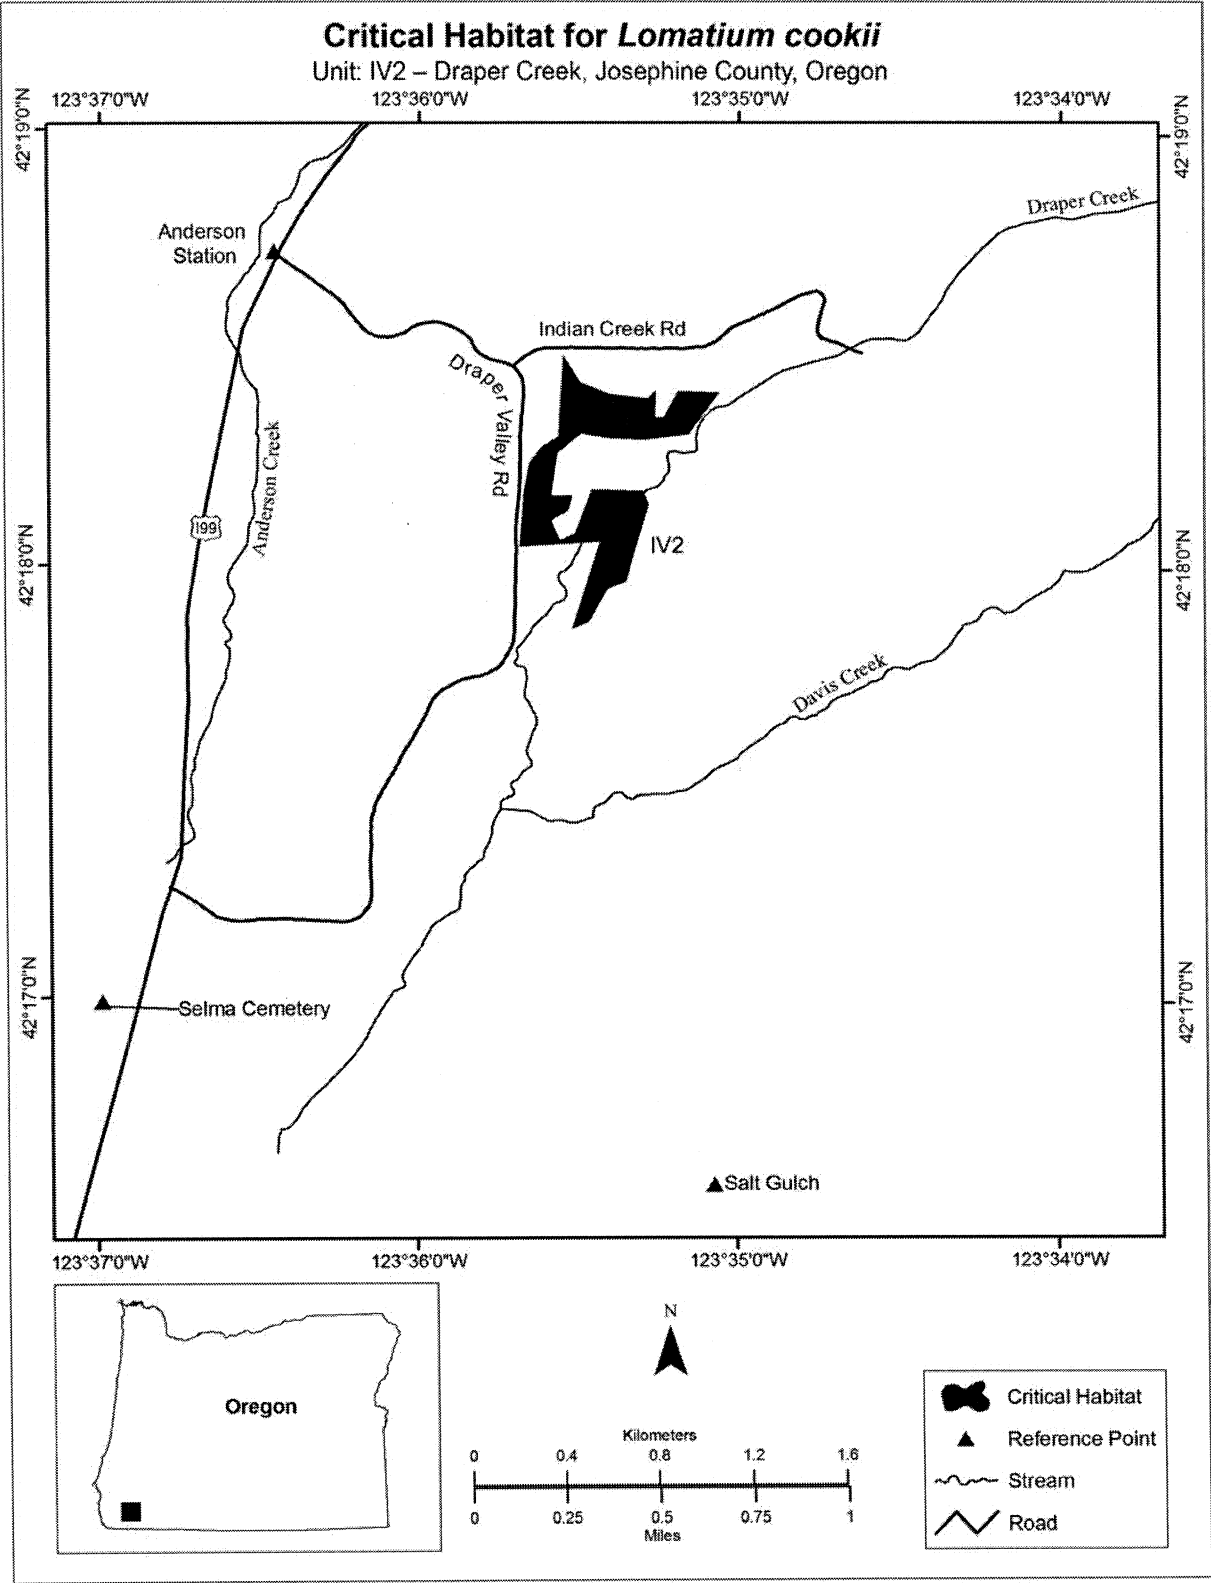 Critical Habitat for Lomatium cookii
Unit: IV2 – Draper Creek, Josephine County, Oregon
123°37'0"W 123°36'0"W 123°35'0"W 123°34'0"W
42°19'0"N
42°19'0"N
Draper Creek
Anderson
Station
Indian Creek Rd
Draper Valley Rd
Anderson Creek
199
IV2
42°18'0"N
42°18'0"N
Davis Creek
42°17'0"N
42°17'0"N
Selma Cemetery
Salt Gulch
123°37'0"W 123°36'0"W 123°35'0"W 123°34'0"W
Oregon
N
Kilometers
0 0.4 0.8 1.2 1.6
0 0.25 0.5 0.75 1
Miles
Critical Habitat
Reference Point
Stream
Road